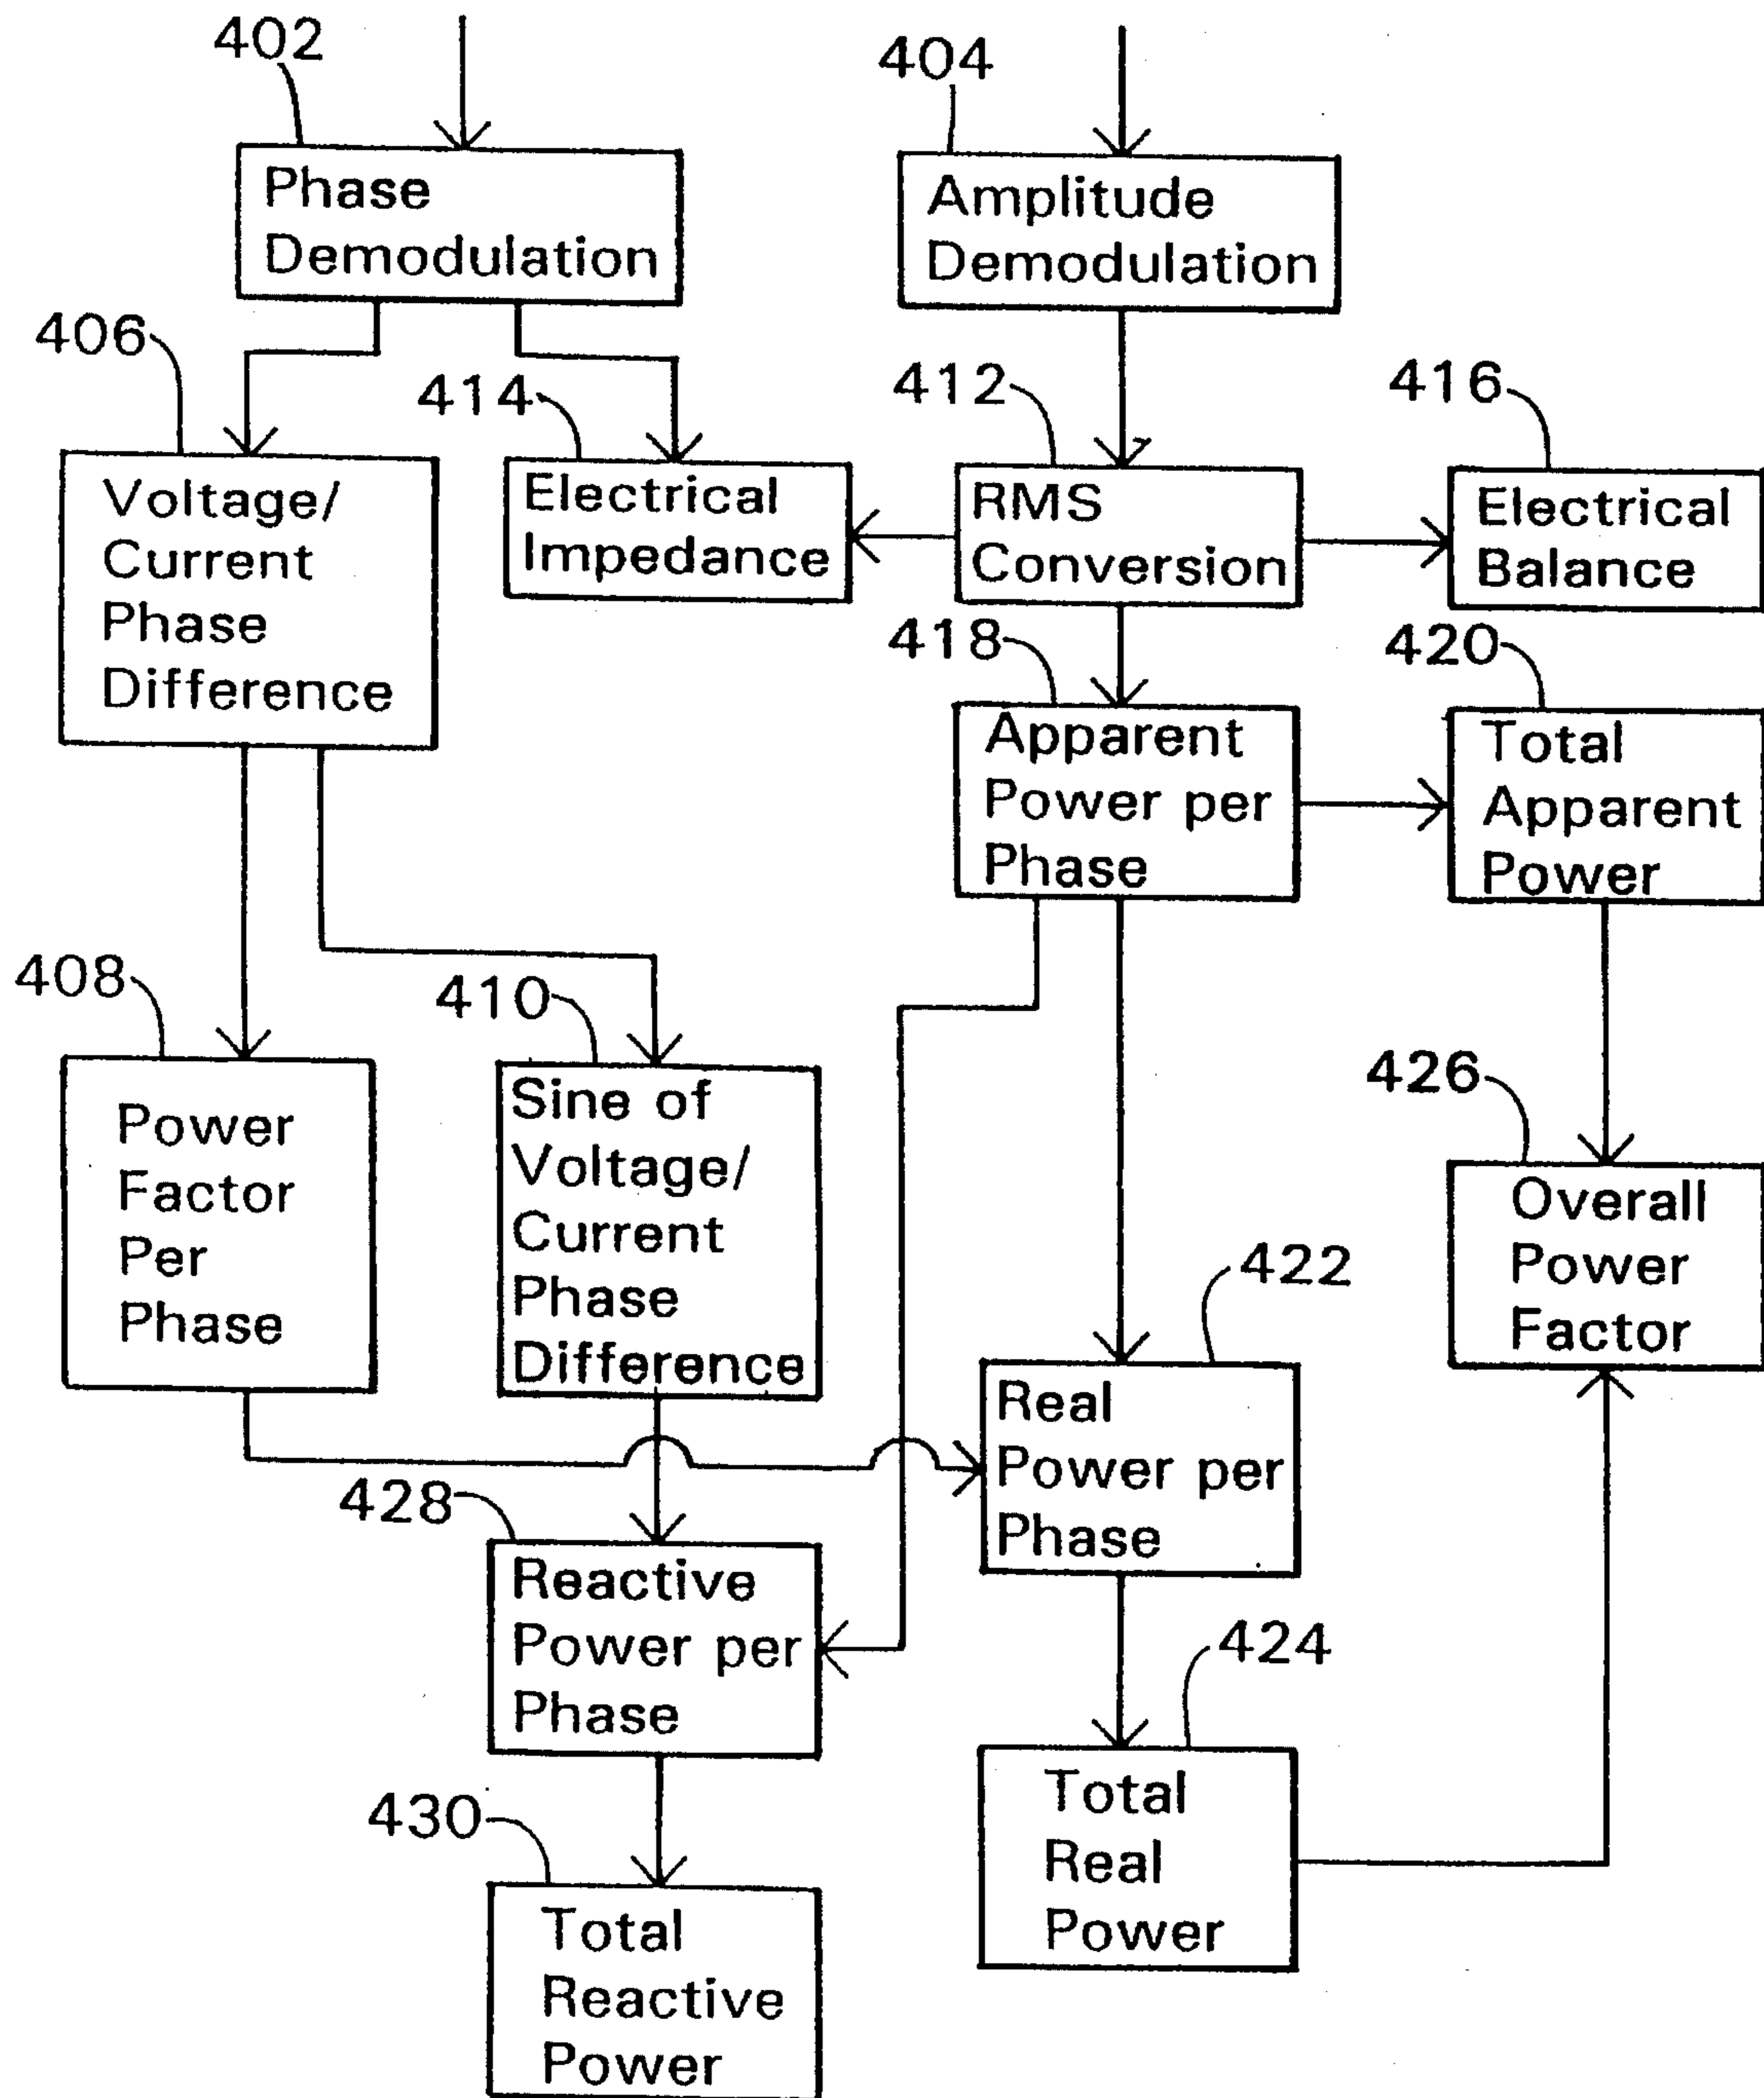 402
404
Phase
Demodulation
Amplitude
Demodulation
406
414
412
416
Voltage/
Current
Phase
Difference
Electrical
Impedance
RMS
Conversion
Electrical
Balance
418
420
Apparent
Power per
Phase
Total
Apparent
Power
408
410
426
Power
Factor
Per
Phase
Sine of
Voltage/
Current
Phase
Difference
Overall
Power
Factor
422
Real
Power per
Phase
428
Reactive
Power per
Phase
424
Total
Real
Power
430
Total
Reactive
Power